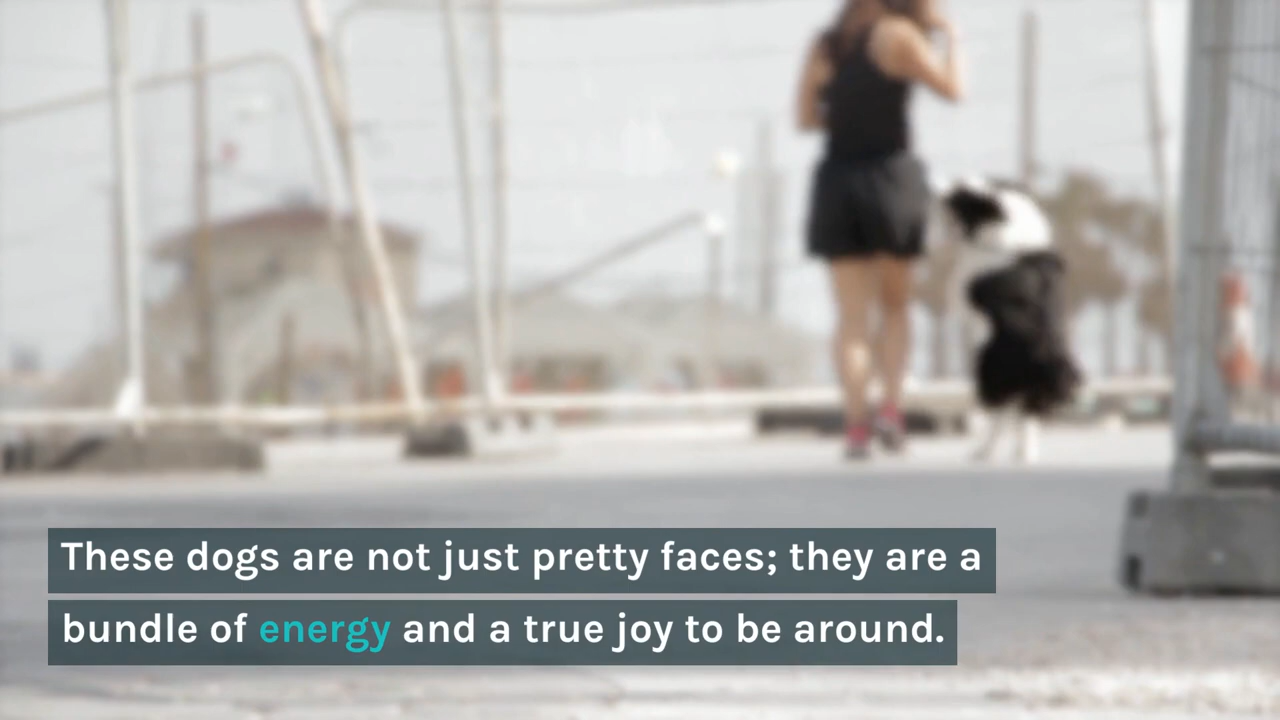 These dogs are not just pretty faces; they are a
bundle of energy and a true joy to be around.